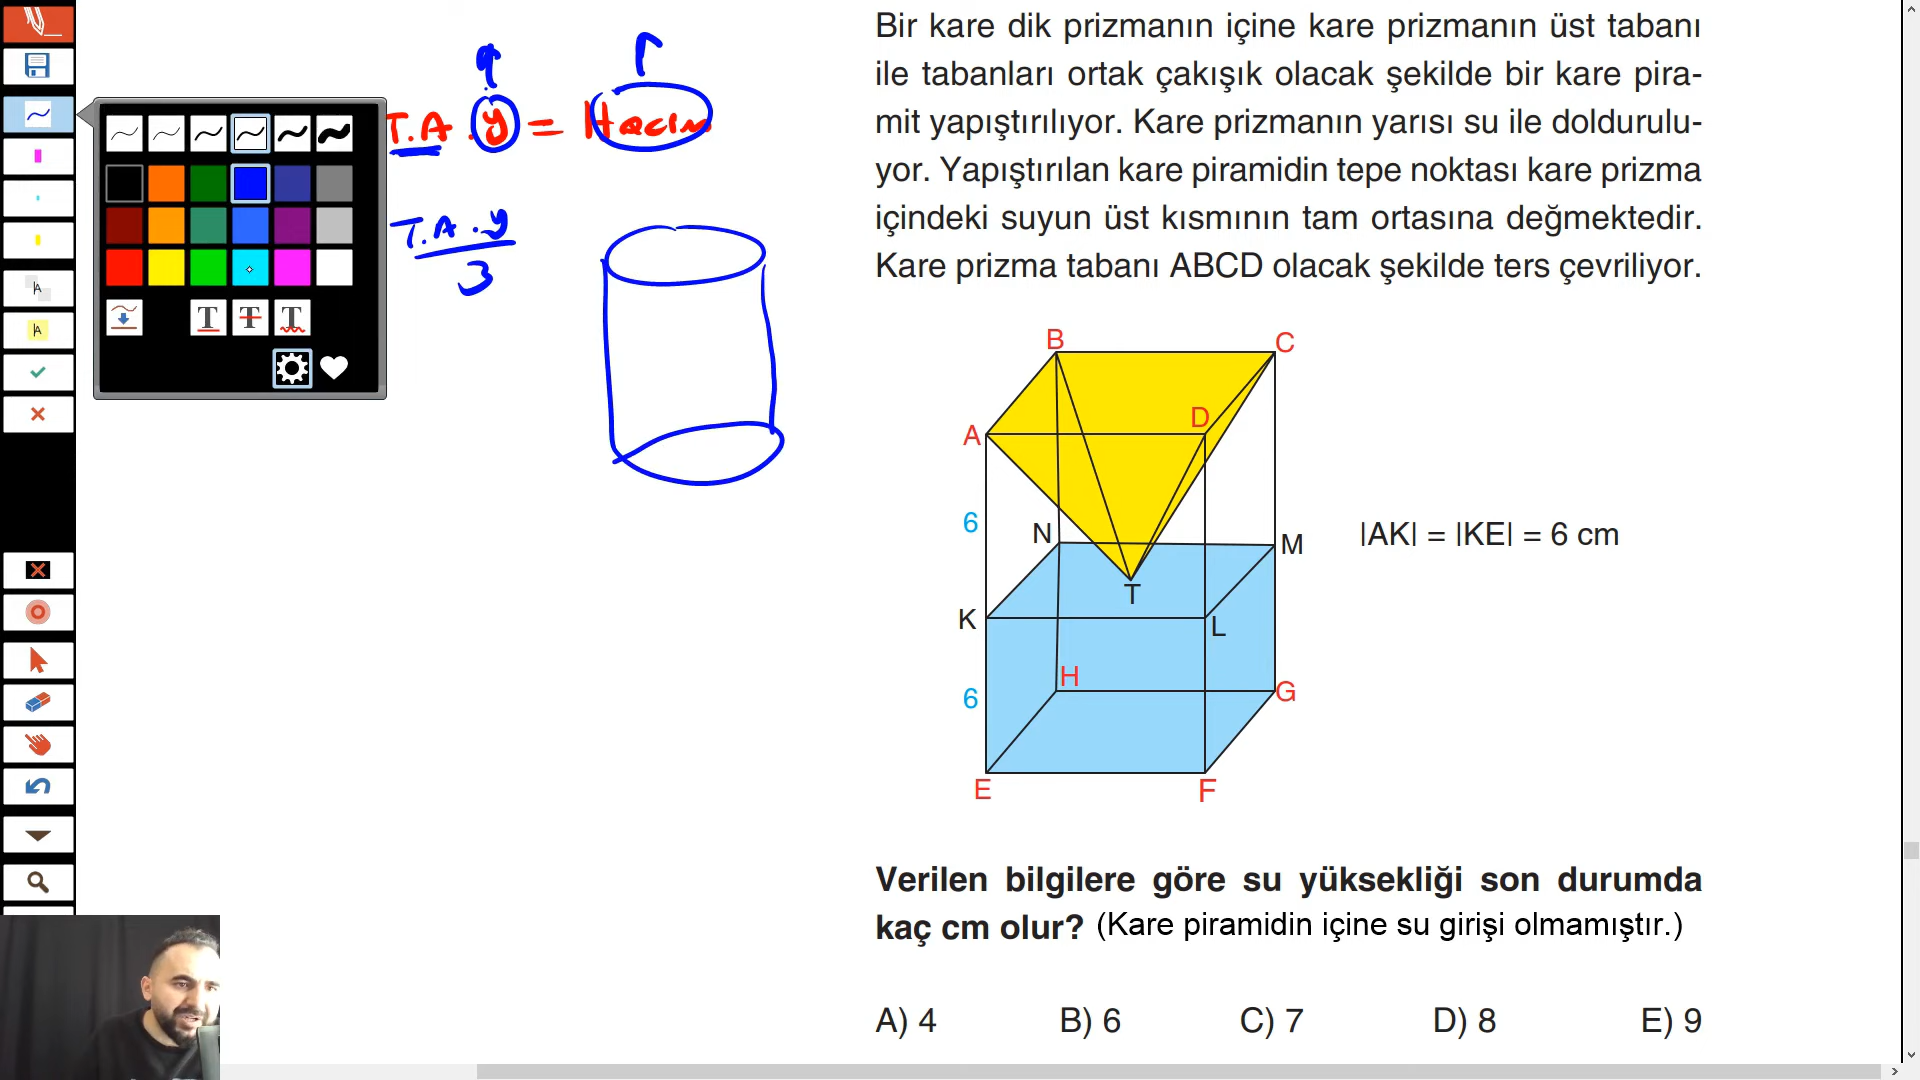 Bir kare dik prizmanın içine kare prizmanın üst tabanı
ile tabanları ortak çakışık olacak şekilde bir kare pira-
mit yapıştırılıyor. Kare prizmanın yarısı su ile dolduruluyor-
yor. Yapıştırılan kare piramidin tepe noktası kare prizma
içindeki suyun üst kısmının tam ortasına değmektedir.
Kare prizma tabanı ABCD olacak şekilde ters çevriliyor.
T.A . y = Hacim
T.A . y
3
B
C
D
A
6
N
M
|AK| = |KE| = 6 cm
T
K
L
H
6
G
E
F
Verilen bilgilere göre su yüksekliği son durumda
kaç cm olur? (Kare piramidin içine su girişi olmamıştır.)
A) 4 B) 6 C) 7 D) 8 E) 9